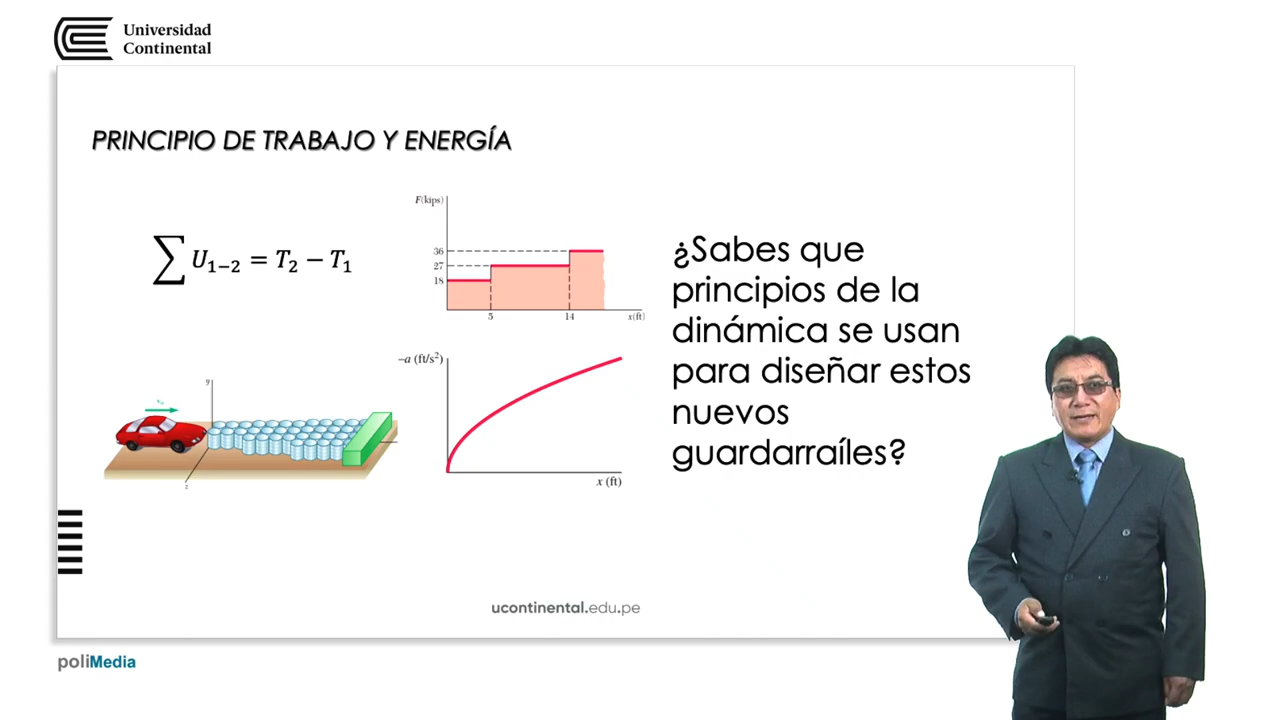 Universidad
Continental
PRINCIPIO DE TRABAJO Y ENERGÍA
∑ U₁₋₂ = T₂ − T₁
F(kips)
36
27
18
5
14
x(ft)
−a (ft/s²)
x (ft)
y
z
¿Sabes que
principios de la
dinámica se usan
para diseñar estos
nuevos
guardarraíles?
ucontinental.edu.pe
poliMedia